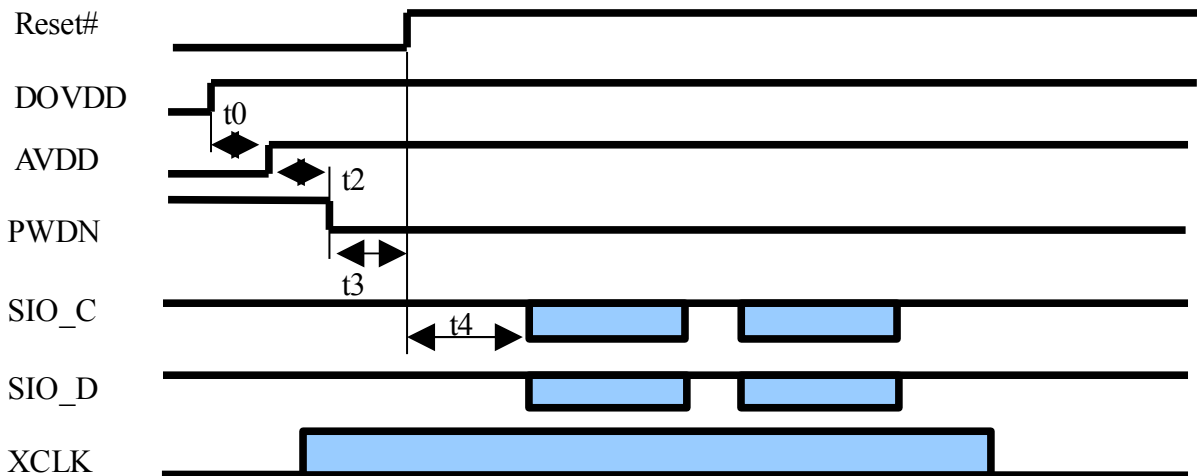 Reset#
DOVDD
t0
AVDD
t2
PWDN
t3
SIO_C
t4
SIO_D
XCLK